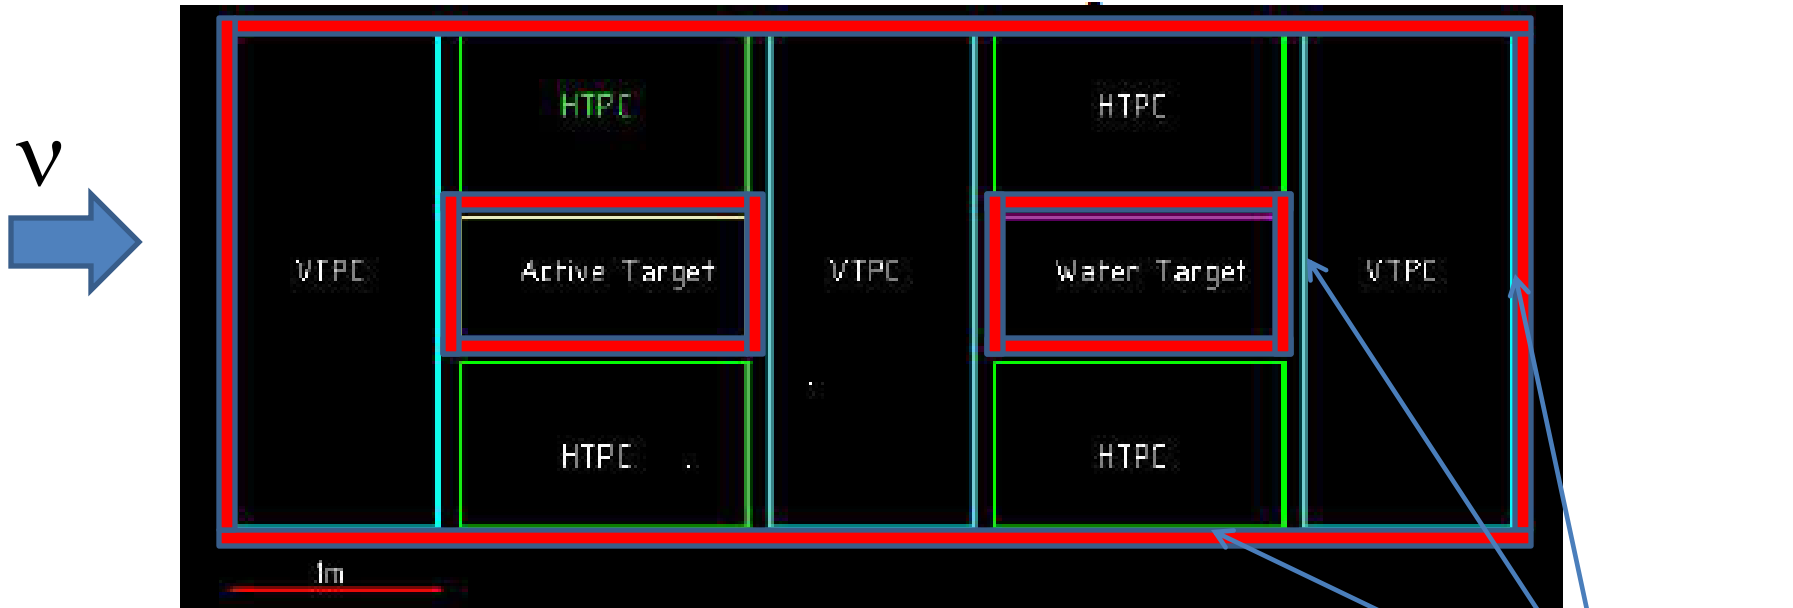 HTPC HTPC
ν
VTPC Active Target VTPC Water Target VTPC
HTPC HTPC
1m